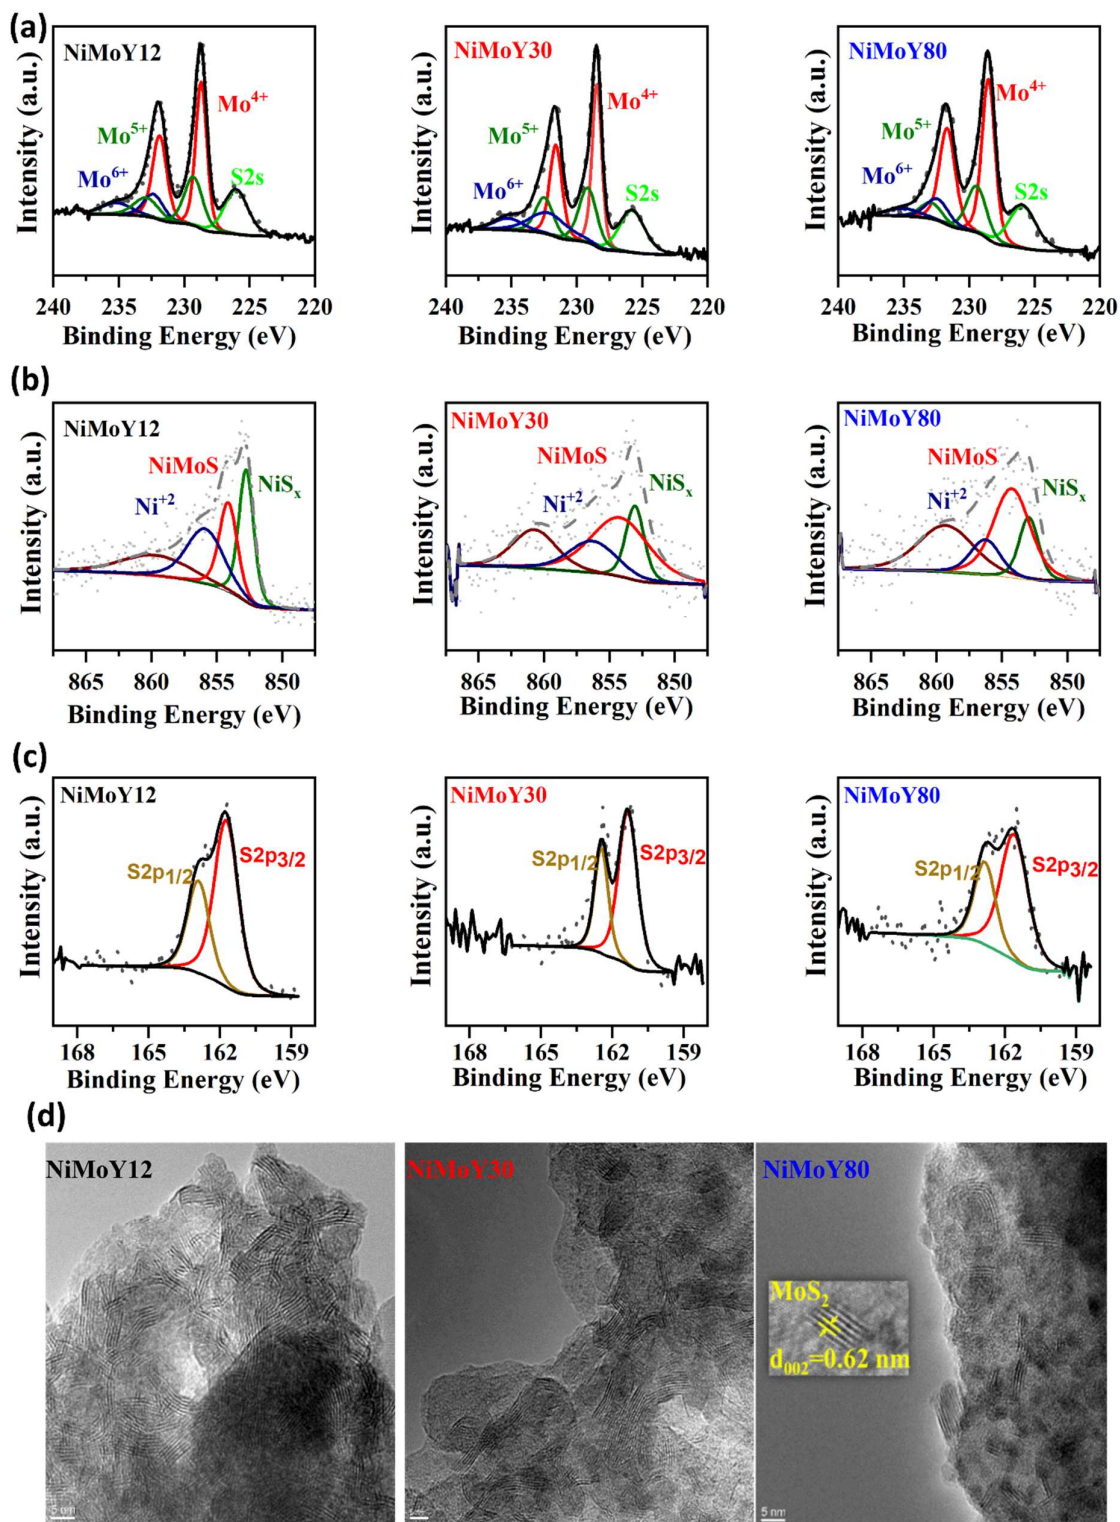 (a)
NiMoY12
Mo4+
Mo5+
Mo6+
S2s
Intensity (a.u.)
240 235 230 225 220
Binding Energy (eV)
NiMoY30
Mo4+
Mo5+
Mo6+
S2s
Intensity (a.u.)
240 235 230 225 220
Binding Energy (eV)
NiMoY80
Mo4+
Mo5+
Mo6+
S2s
Intensity (a.u.)
240 235 230 225 220
Binding Energy (eV)
(b)
NiMoY12
NiMoS
NiSx
Ni+2
Intensity (a.u.)
865 860 855 850
Binding Energy (eV)
NiMoY30
NiMoS
NiSx
Ni+2
Intensity (a.u.)
865 860 855 850
Binding Energy (eV)
NiMoY80
NiMoS
NiSx
Ni+2
Intensity (a.u.)
865 860 855 850
Binding Energy (eV)
(c)
NiMoY12
S2p1/2
S2p3/2
Intensity (a.u.)
168 165 162 159
Binding Energy (eV)
NiMoY30
S2p1/2
S2p3/2
Intensity (a.u.)
168 165 162 159
Binding Energy (eV)
NiMoY80
S2p1/2
S2p3/2
Intensity (a.u.)
168 165 162 159
Binding Energy (eV)
(d)
NiMoY12
5 nm
NiMoY30
NiMoY80
MoS2
d002=0.62 nm
5 nm